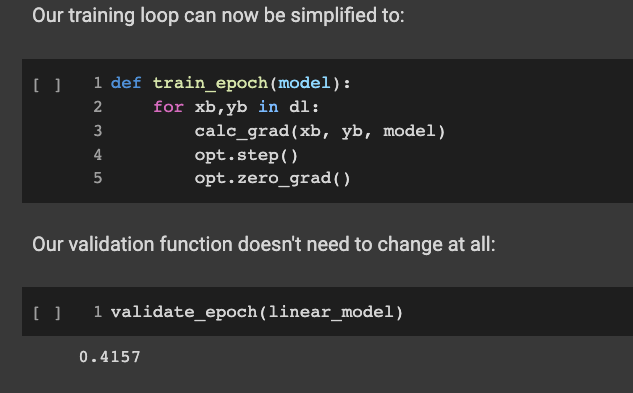 Our training loop can now be simplified to:
[ ] 1 def train_epoch(model):
2     for xb,yb in dl:
3         calc_grad(xb, yb, model)
4         opt.step()
5         opt.zero_grad()
Our validation function doesn't need to change at all:
[ ] 1 validate_epoch(linear_model)
0.4157